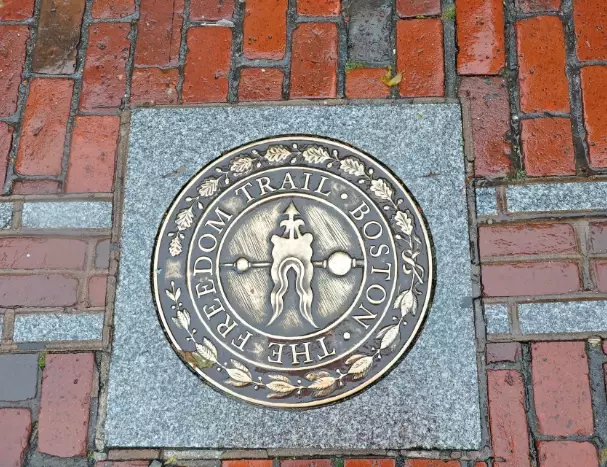 THE FREEDOM TRAIL · BOSTON ·